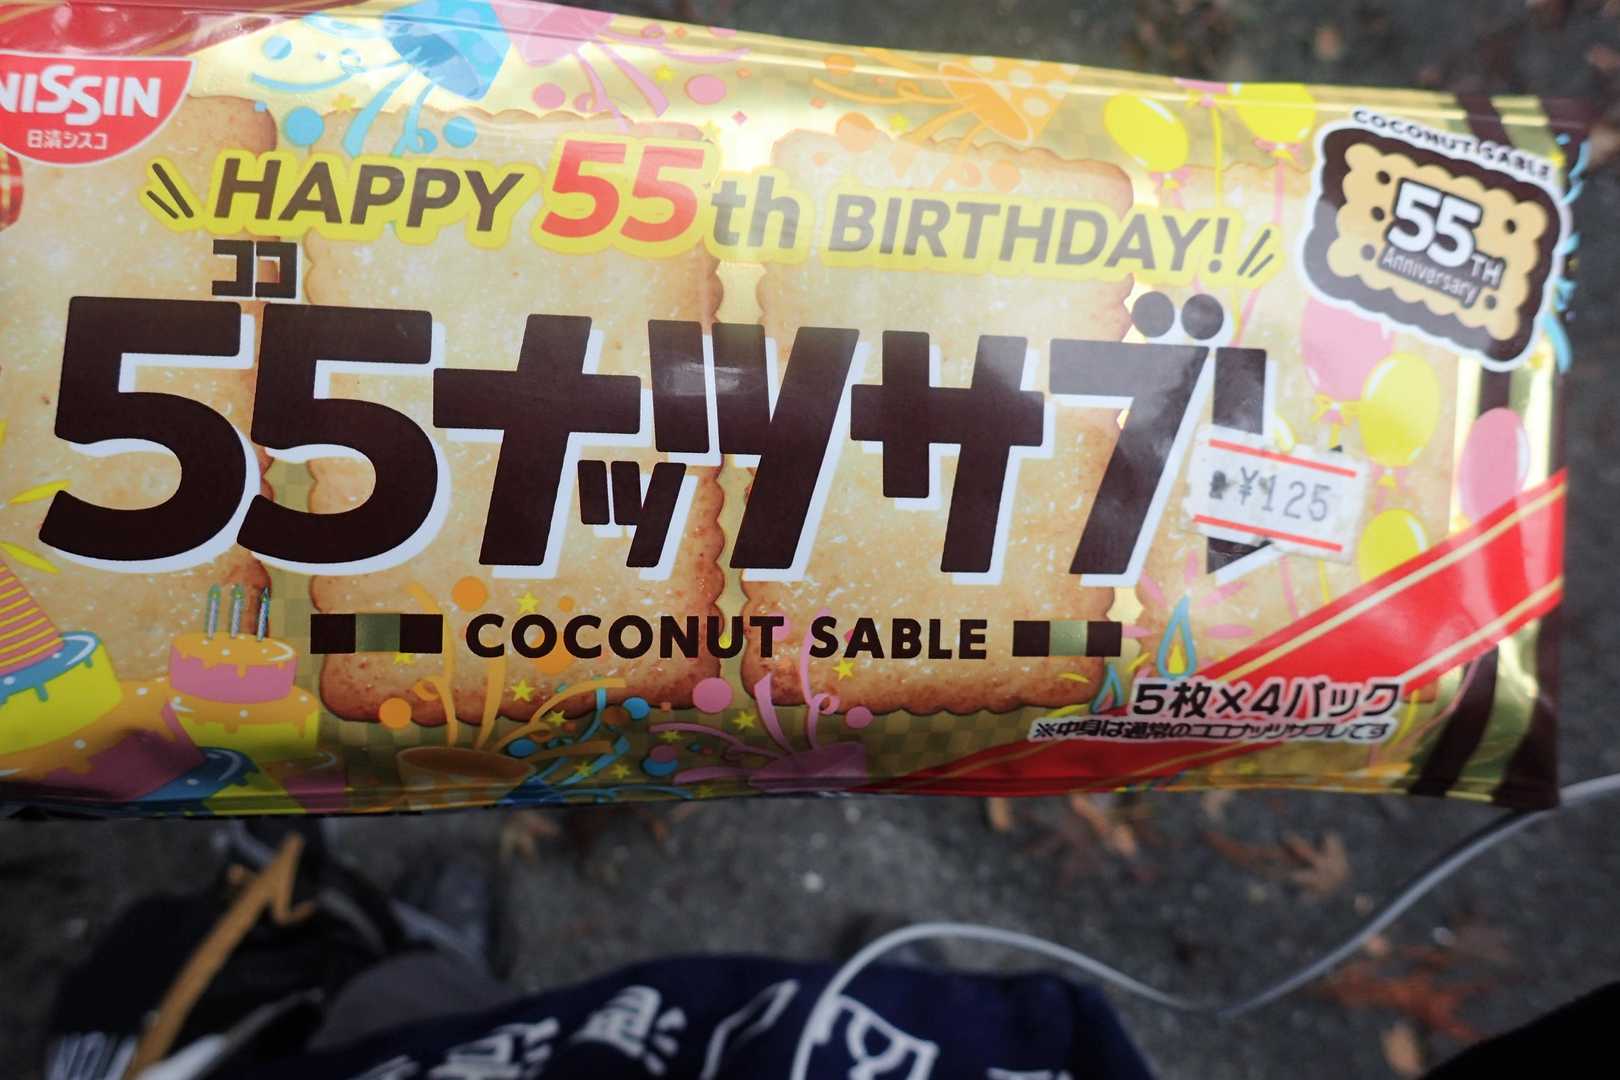 NISSIN
日清シスコ
HAPPY 55th BIRTHDAY!
COCONUT SABLE
55TH
Anniversary
ココ
55ナッツサブレ
¥125
COCONUT SABLE
5枚×4パック
※中身は通常のココナッツサブレです